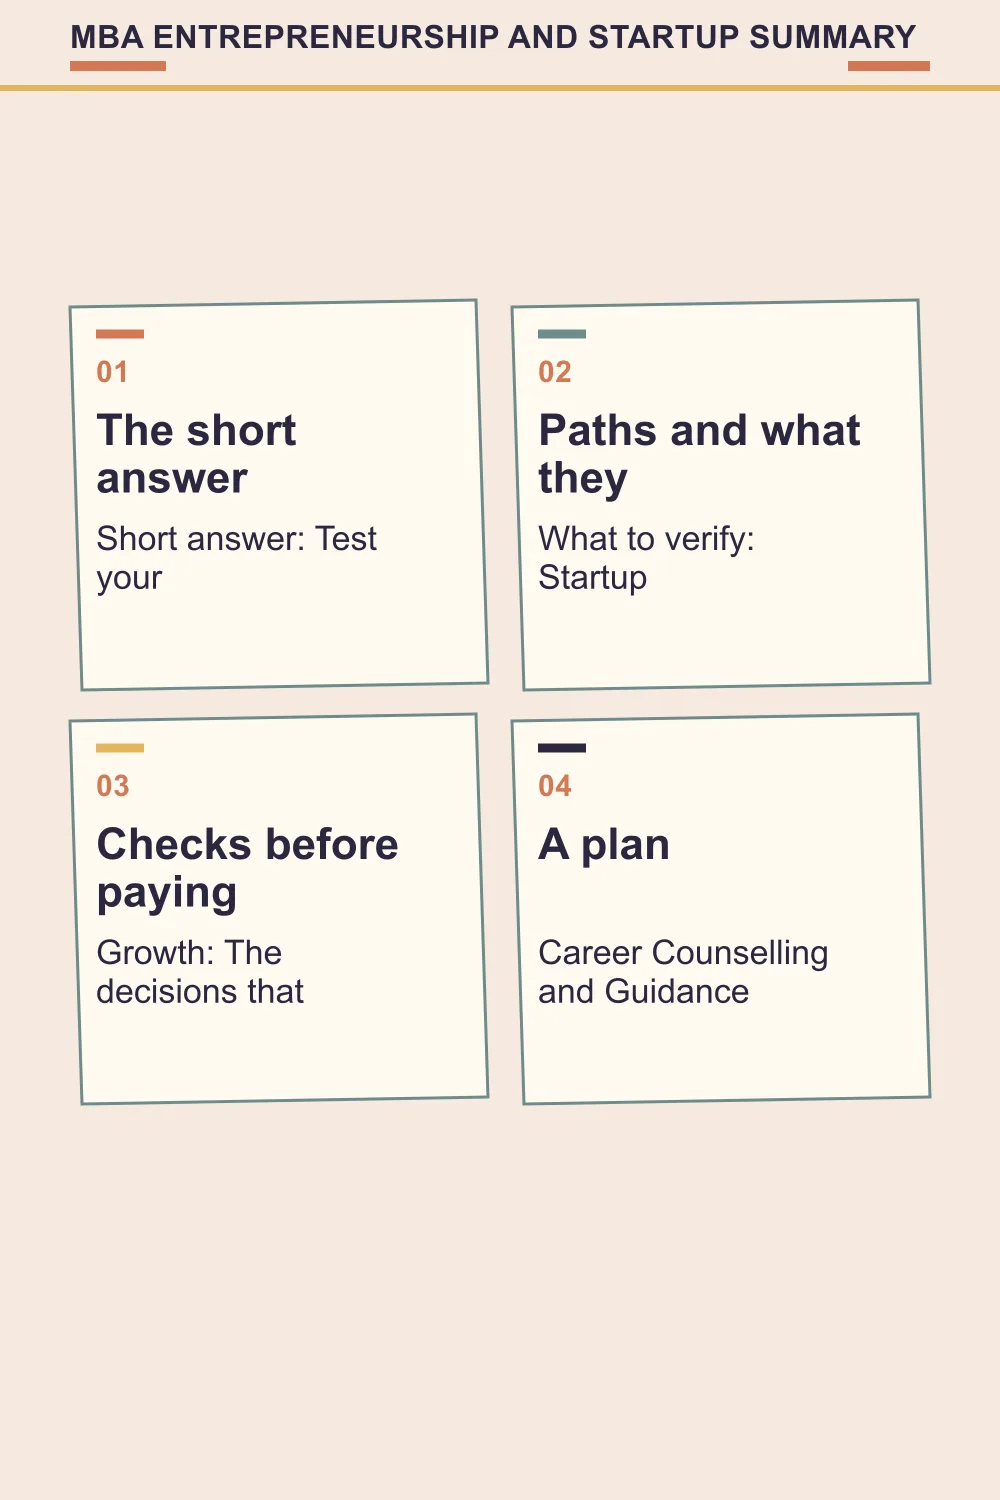 MBA ENTREPRENEURSHIP AND STARTUP SUMMARY
01
The short
answer
Short answer: Test
your
02
Paths and what
they
What to verify:
Startup
03
Checks before
paying
Growth: The
decisions that
04
A plan
Career Counselling
and Guidance